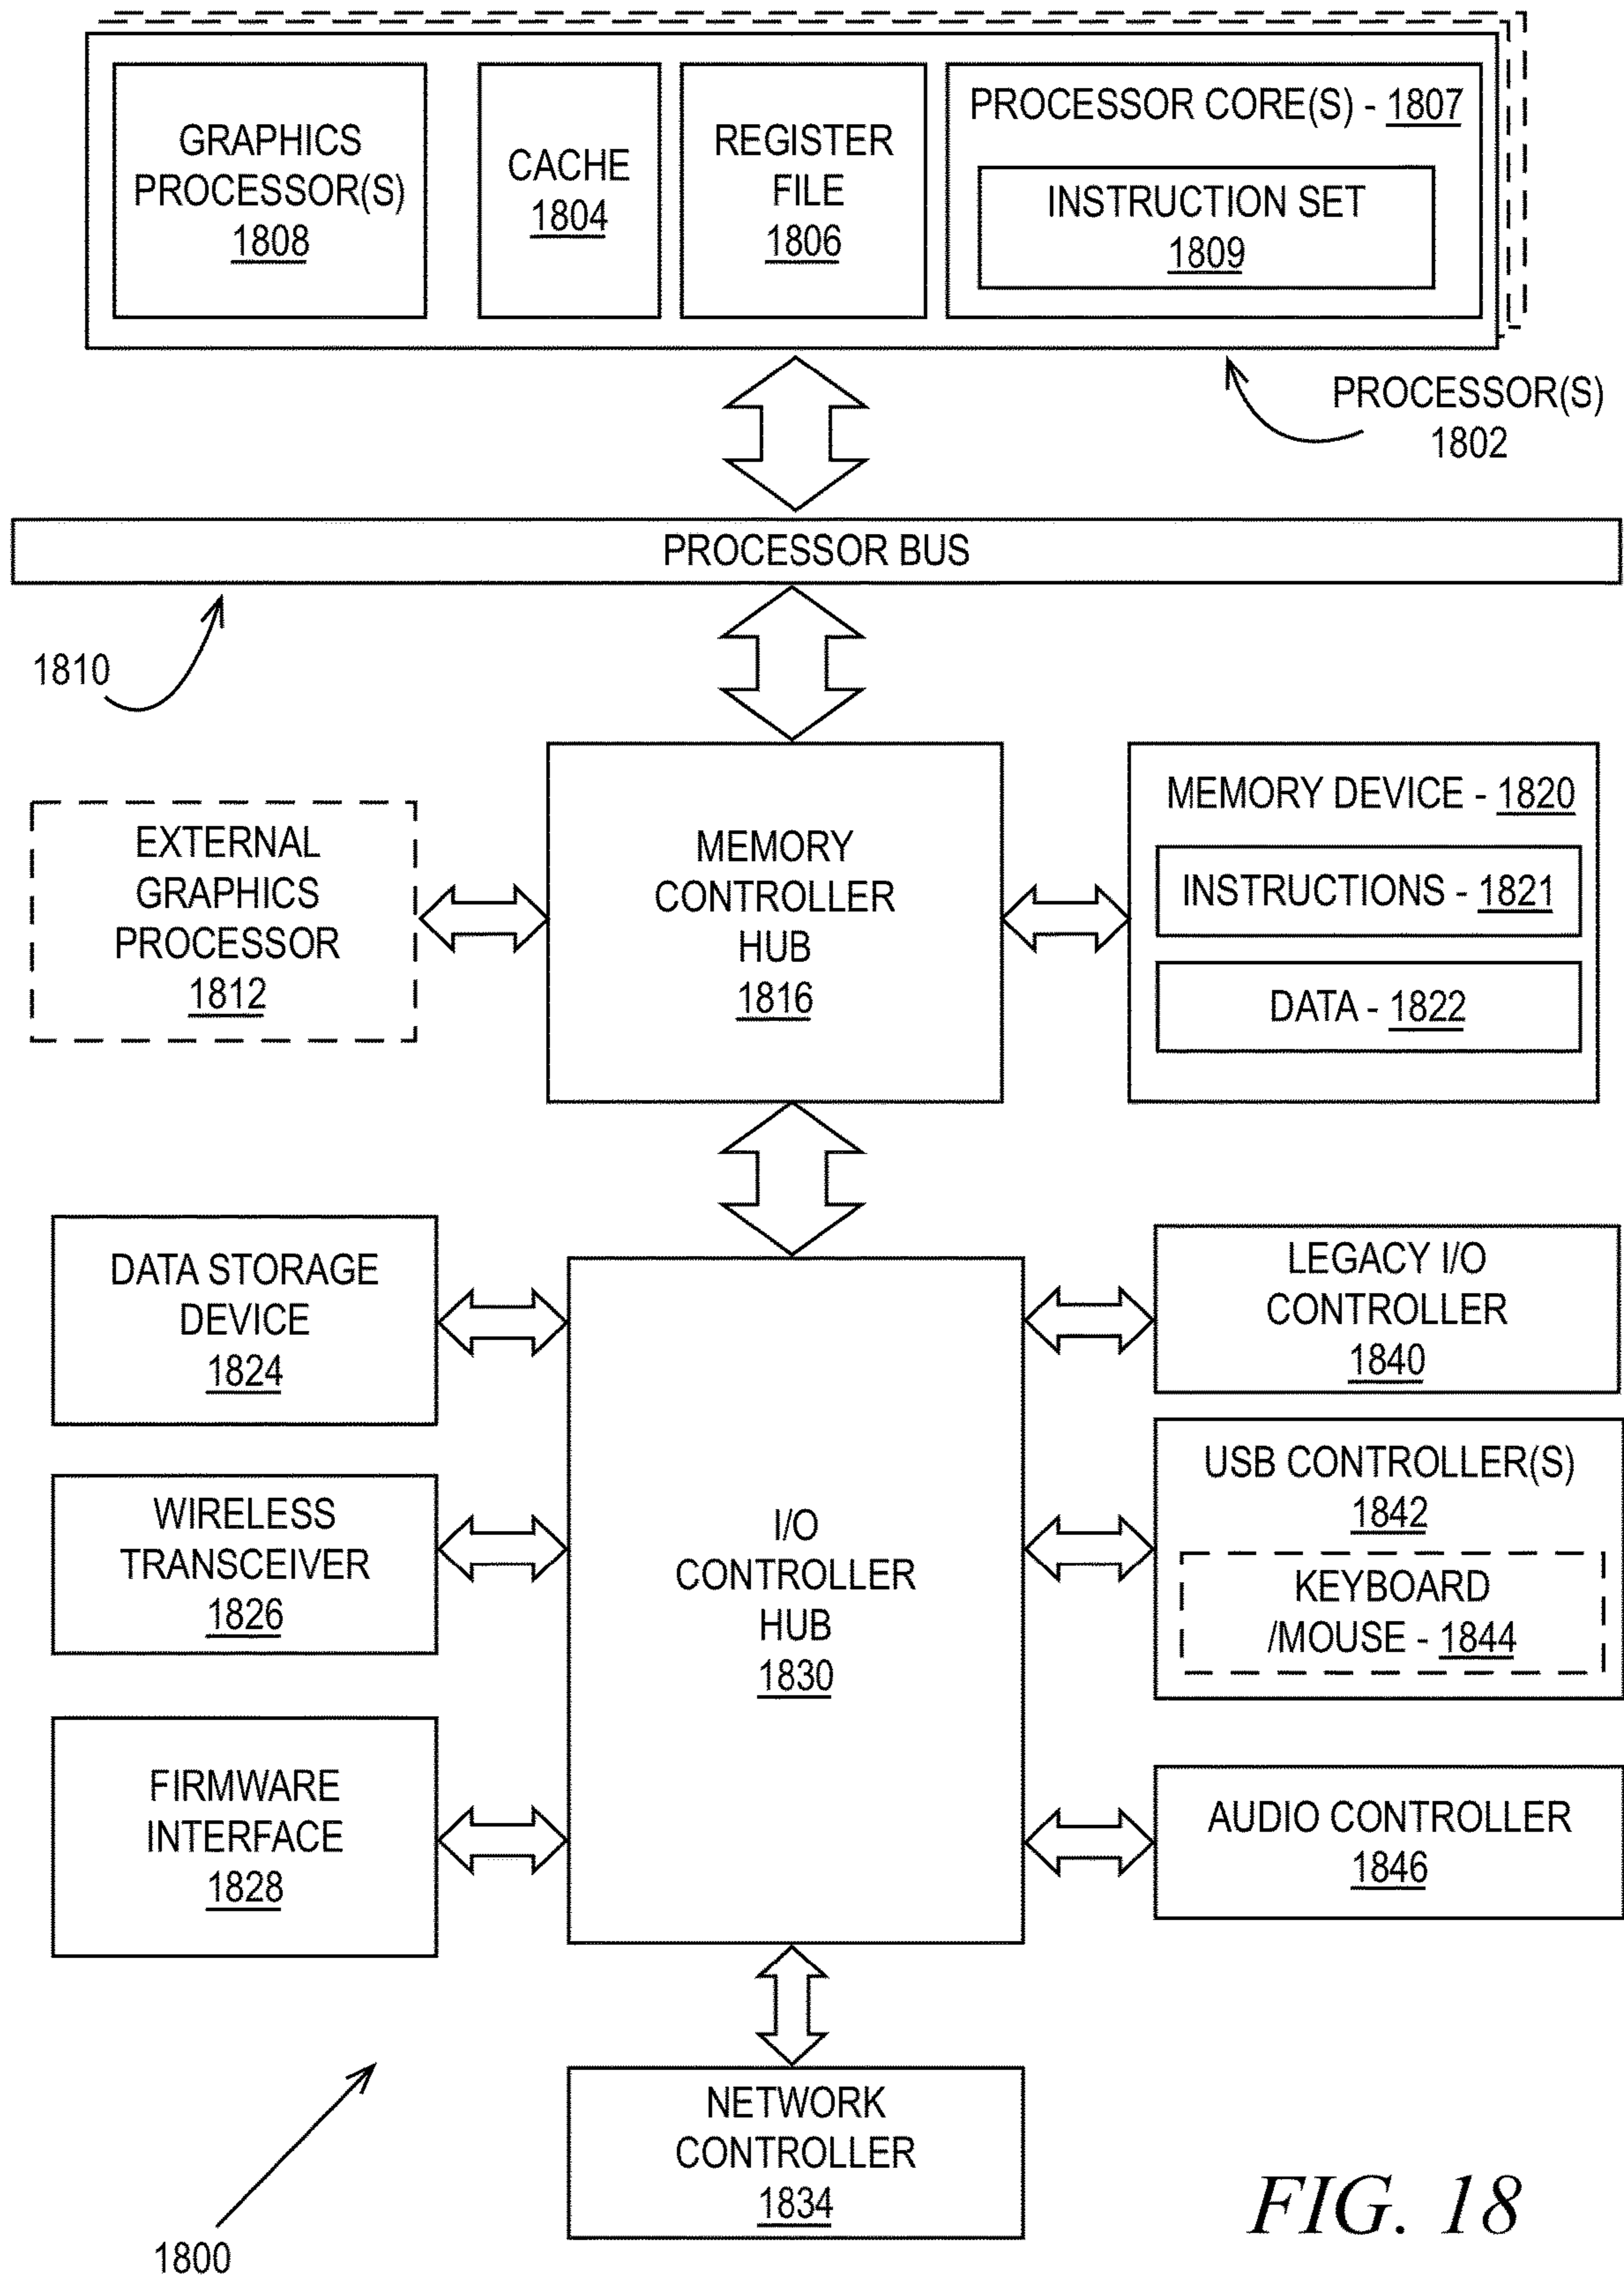 GRAPHICS
PROCESSOR(S)
1808
CACHE
1804
REGISTER
FILE
1806
PROCESSOR CORE(S) - 1807
INSTRUCTION SET
1809
PROCESSOR(S)
1802
PROCESSOR BUS
1810
EXTERNAL
GRAPHICS
PROCESSOR
1812
MEMORY
CONTROLLER
HUB
1816
MEMORY DEVICE - 1820
INSTRUCTIONS - 1821
DATA - 1822
DATA STORAGE
DEVICE
1824
WIRELESS
TRANSCEIVER
1826
FIRMWARE
INTERFACE
1828
I/O
CONTROLLER
HUB
1830
LEGACY I/O
CONTROLLER
1840
USB CONTROLLER(S)
1842
KEYBOARD
/MOUSE - 1844
AUDIO CONTROLLER
1846
NETWORK
CONTROLLER
1834
1800
FIG. 18